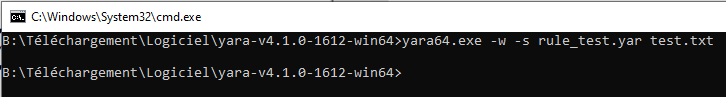 C:\Windows\System32\cmd.exe
B:\Téléchargement\Logiciel\yara-v4.1.0-1612-win64>yara64.exe -w -s rule_test.yar test.txt
B:\Téléchargement\Logiciel\yara-v4.1.0-1612-win64>